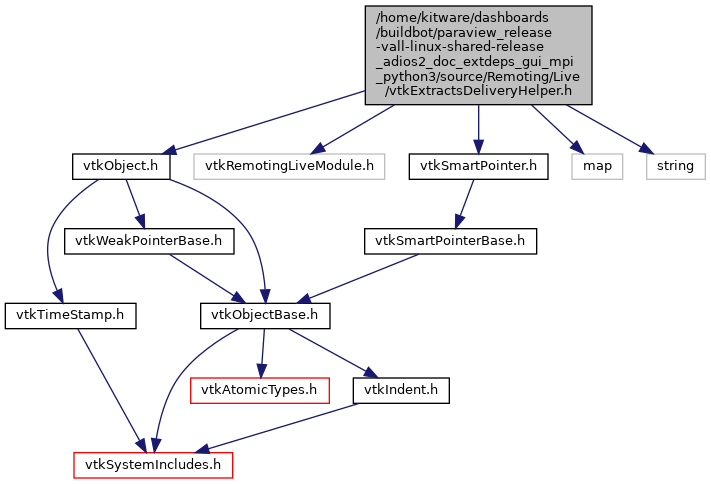 /home/kitware/dashboards
/buildbot/paraview_release
-vall-linux-shared-release
_adios2_doc_extdeps_gui_mpi
_python3/source/Remoting/Live
/vtkExtractsDeliveryHelper.h
vtkObject.h
vtkRemotingLiveModule.h
vtkSmartPointer.h
map
string
vtkWeakPointerBase.h
vtkSmartPointerBase.h
vtkTimeStamp.h
vtkObjectBase.h
vtkAtomicTypes.h
vtkIndent.h
vtkSystemIncludes.h